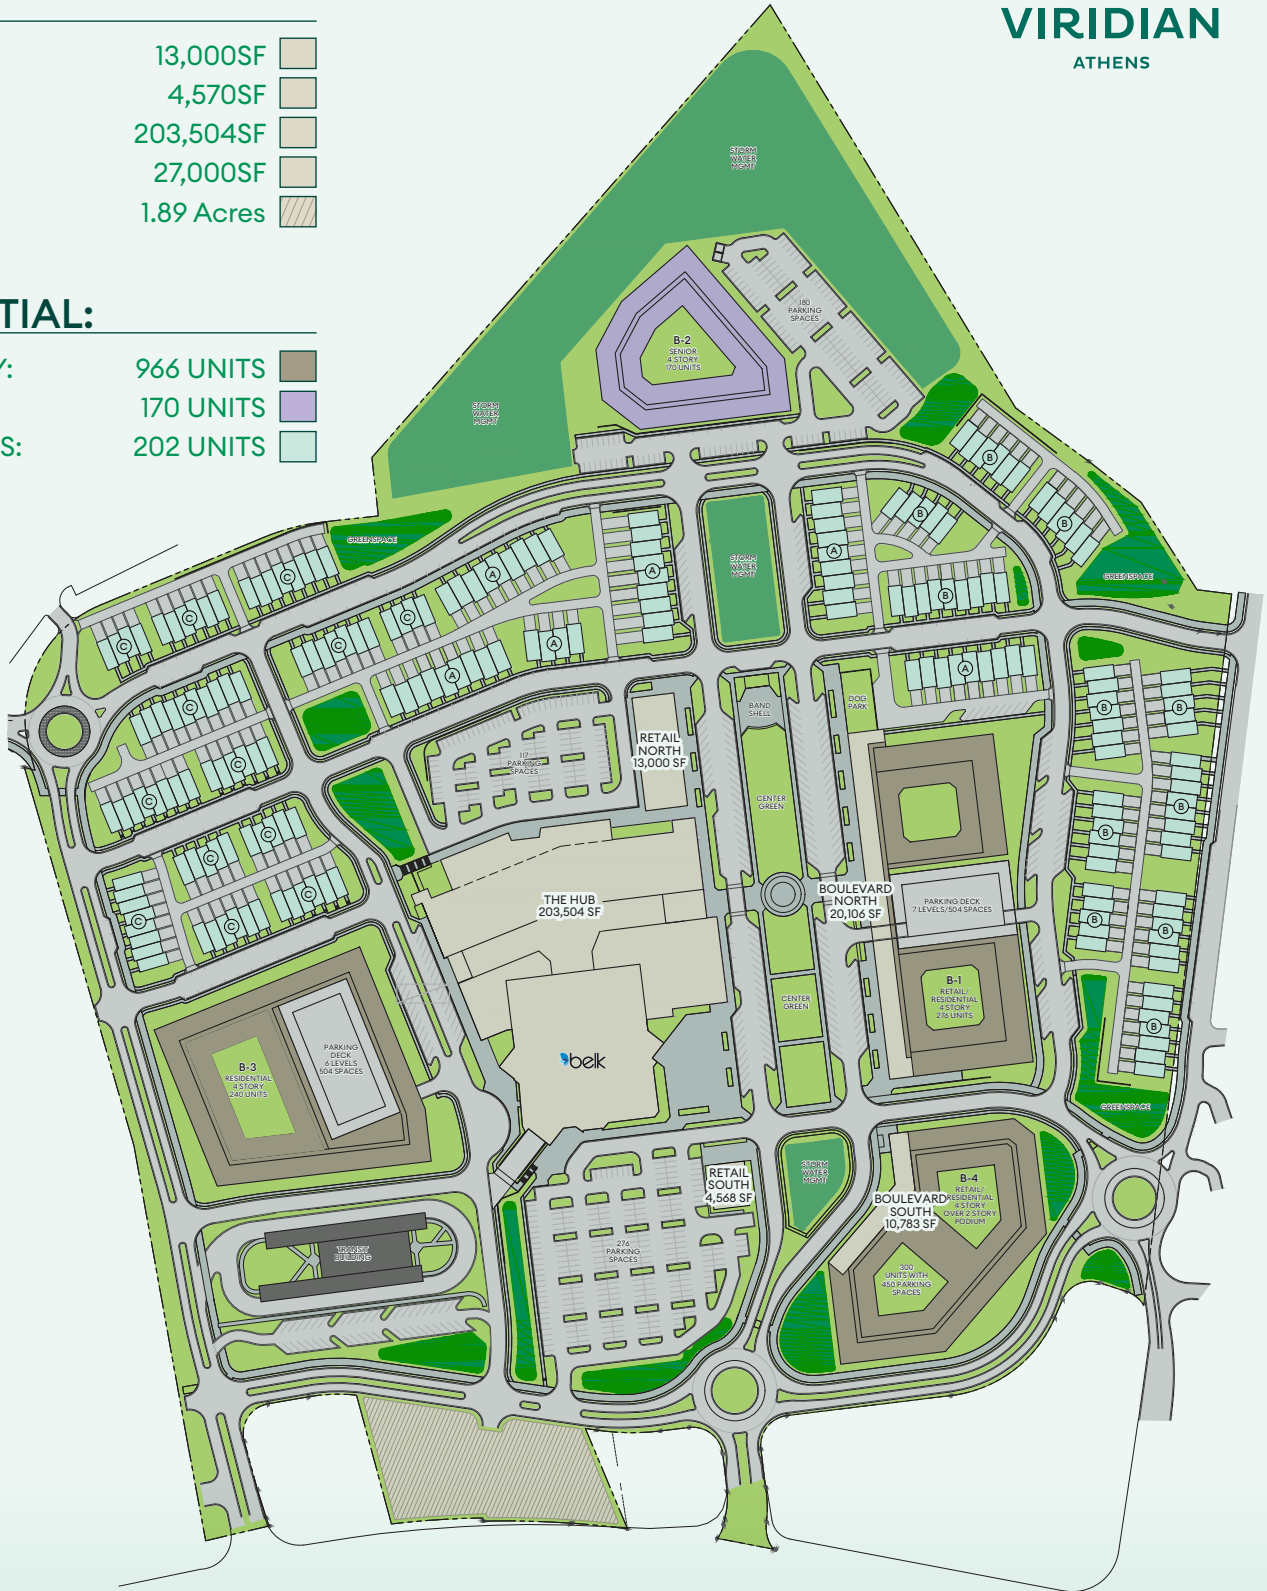 VIRIDIAN
ATHENS
13,000SF
4,570SF
203,504SF
27,000SF
1.89 Acres
TIAL:
Y: 966 UNITS
170 UNITS
S: 202 UNITS
STORM
WATER
MGMT
180
PARKING
SPACES
B-2
SENIOR
4 STORY
170 UNITS
STORM
WATER
MGMT
B
B
B
GREENSPACE
A
STORM
WATER
MGMT
A
A
C
GREENSPACE
B
C
C
C
C
A
A
A
DOG
PARK
BAND
SHELL
B
B
C
RETAIL
NORTH
13,000 SF
117
PARKING
SPACES
C
C
CENTER
GREEN
B
B
C
C
THE HUB
203,504 SF
BOULEVARD
NORTH
20,106 SF
PARKING DECK
7 LEVELS/504 SPACES
C
C
C
B
B
B-1
RETAIL/
RESIDENTIAL
4 STORY
276 UNITS
CENTER
GREEN
B
belk
PARKING
DECK
6 LEVELS
504 SPACES
B-3
RESIDENTIAL
4 STORY
240 UNITS
GREENSPACE
STORM
WATER
MGMT
RETAIL
SOUTH
4,568 SF
B-4
RETAIL/
RESIDENTIAL
4 STORY
OVER 2 STORY
PODIUM
BOULEVARD
SOUTH
10,783 SF
TRANSIT
BUILDING
276
PARKING
SPACES
300
UNITS WITH
450 PARKING
SPACES